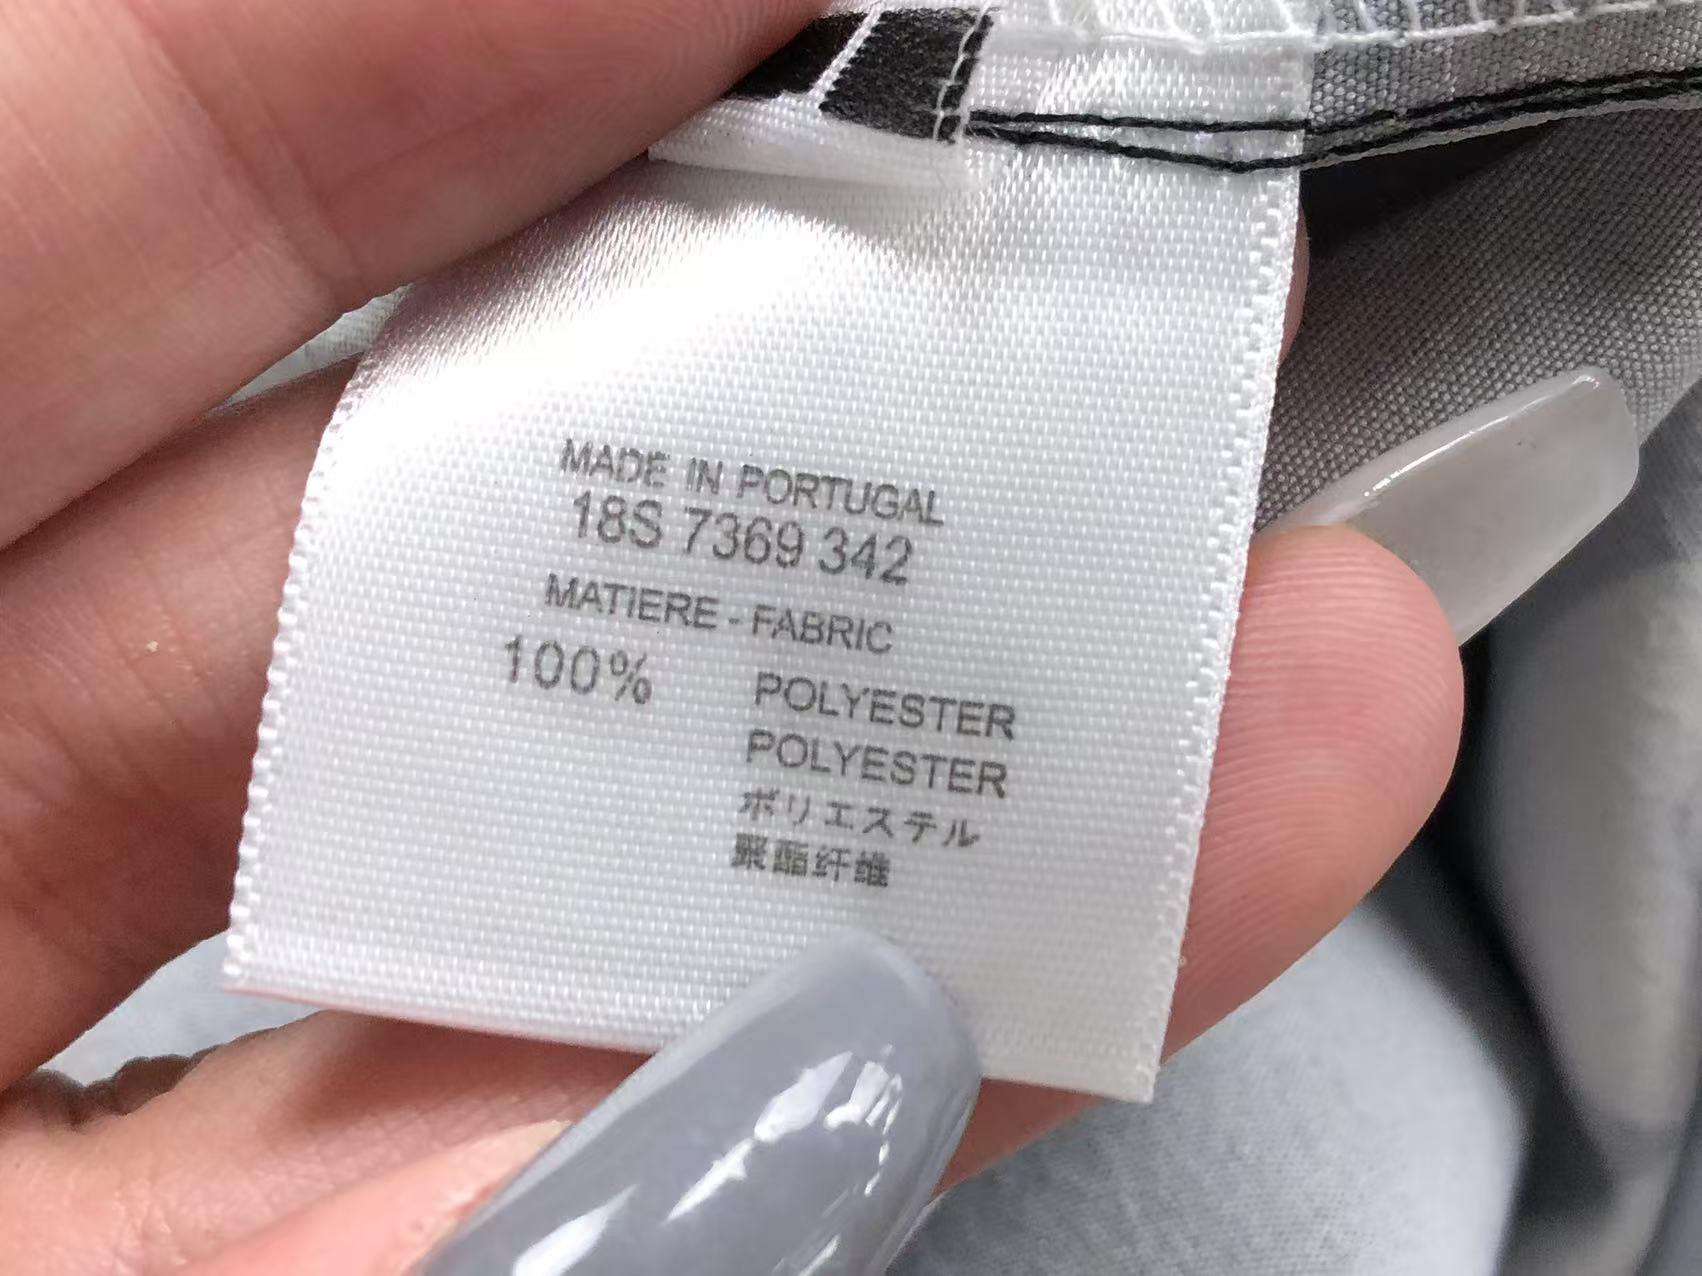 MADE IN PORTUGAL
18S 7369 342
MATIERE - FABRIC
100% POLYESTER
POLYESTER
ポリエステル
聚酯纤维